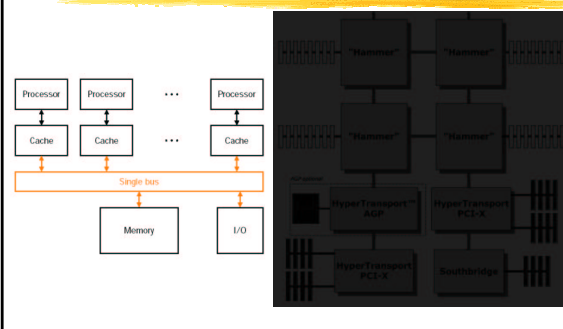 Processor Processor ... Processor
Cache Cache ... Cache
Single bus
Memory I/O
"Hammer" "Hammer"
"Hammer" "Hammer"
HyperTransport™ AGP
HyperTransport PCI-X
HyperTransport PCI-X
Southbridge